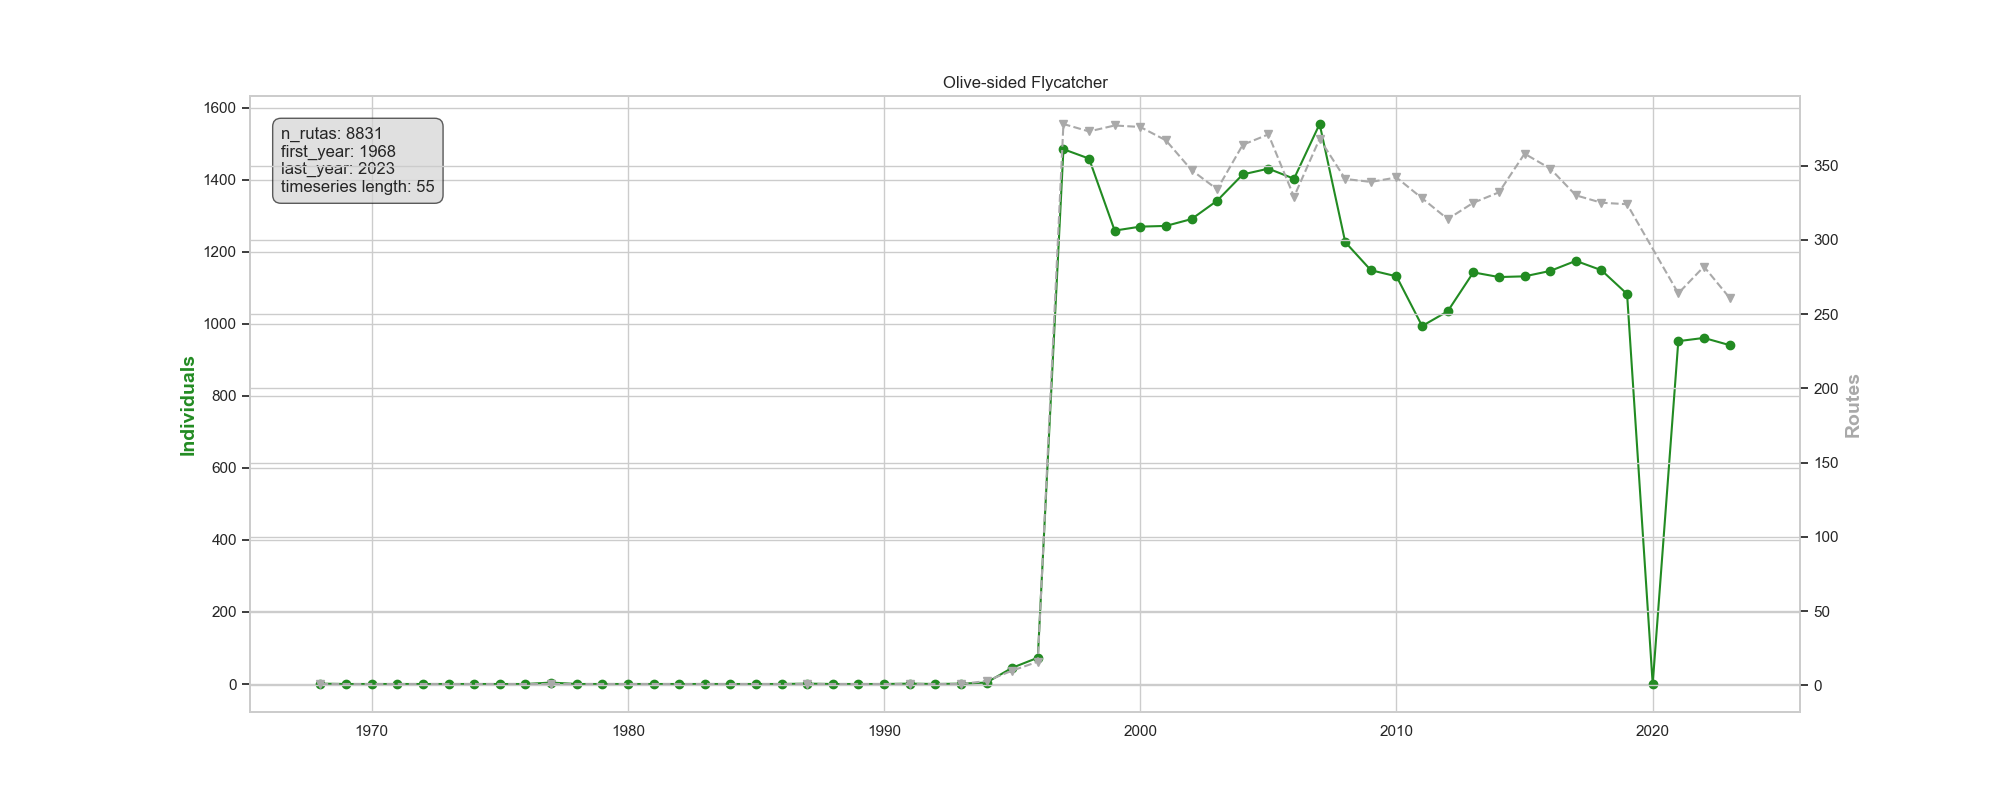 Olive-sided Flycatcher
n_rutas: 8831
first_year: 1968
last_year: 2023
timeseries length: 55
1600
1400
1200
1000
800
600
400
200
0
Individuals
350
300
250
200
150
100
50
0
Routes
1970 1980 1990 2000 2010 2020